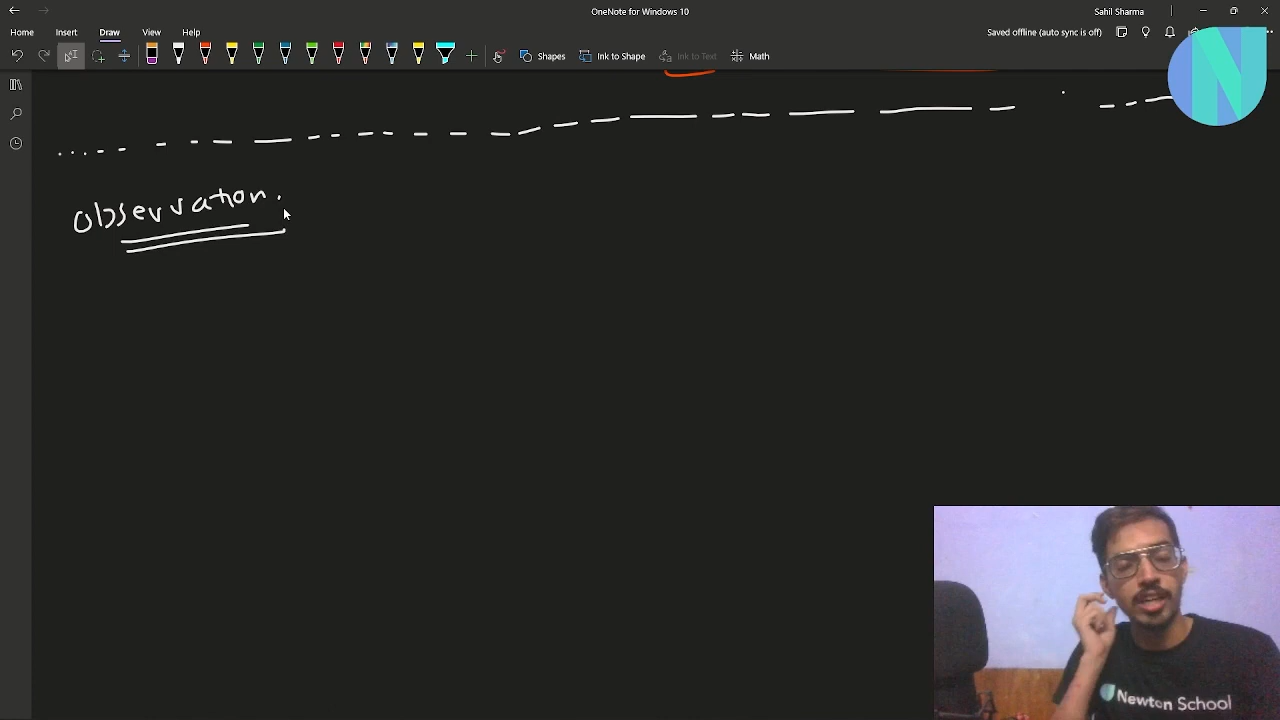 OneNote for Windows 10
Sahil Sharma
Home Insert Draw View Help
Saved offline (auto sync is off)
Shapes Ink to Shape Ink to Text Math
Observation.
Newton School